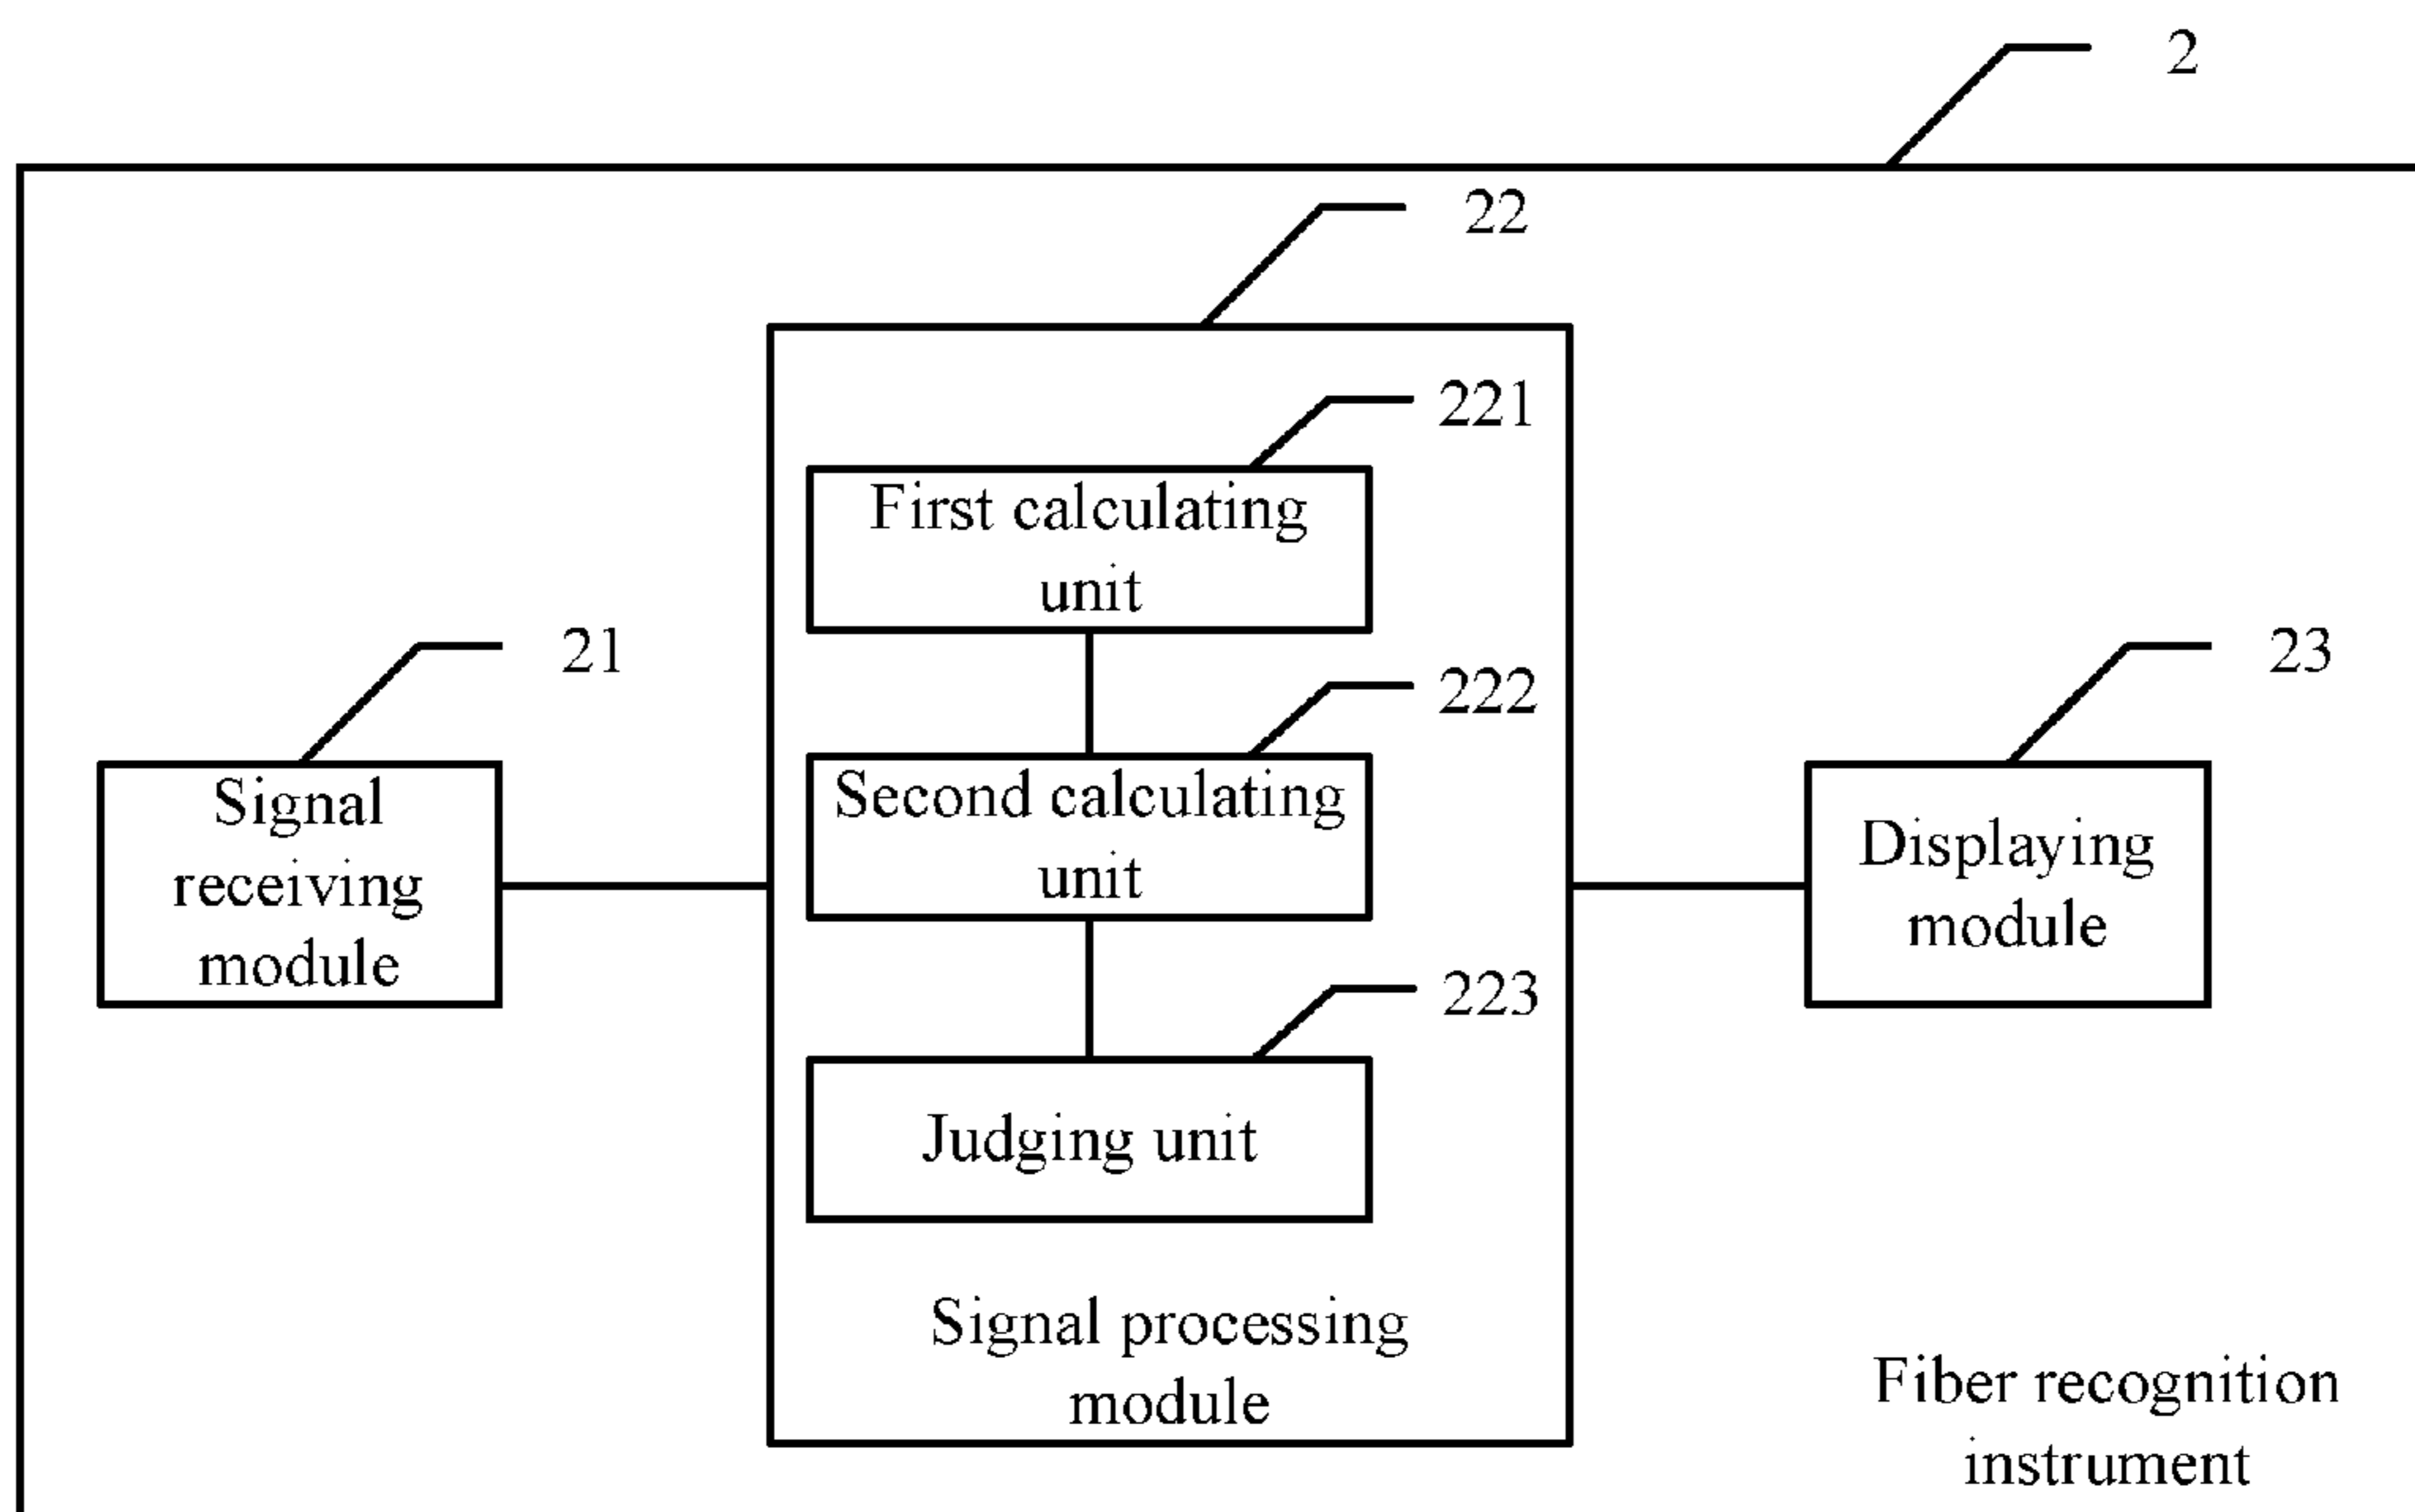 2
22
221
First calculating
unit
21
222
23
Signal
receiving
module
Second calculating
unit
Displaying
module
223
Judging unit
Signal processing
module
Fiber recognition
instrument